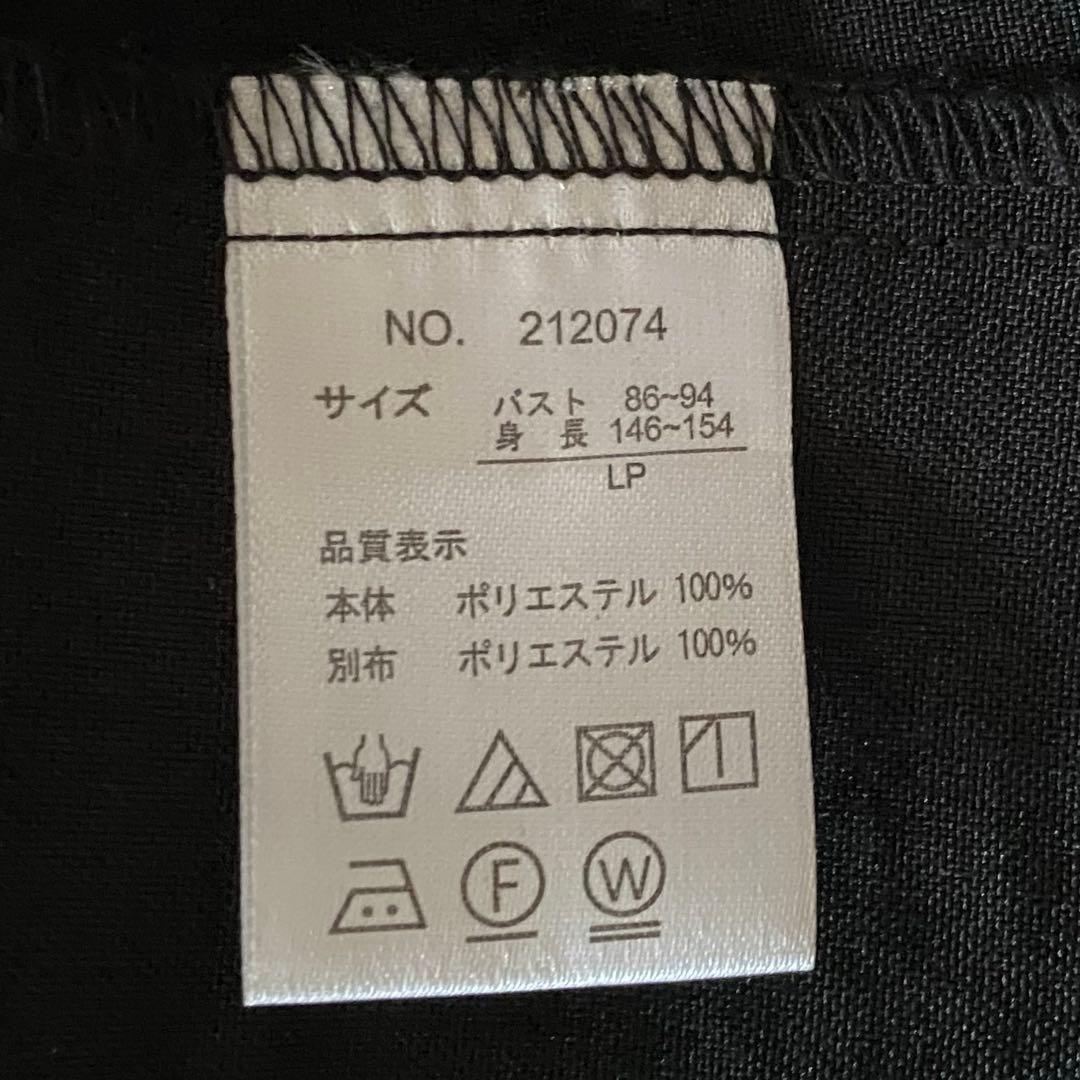 NO. 212074
サイズ バスト 86~94
身 長 146~154
LP
品質表示
本体 ポリエステル 100%
別布 ポリエステル 100%
F W